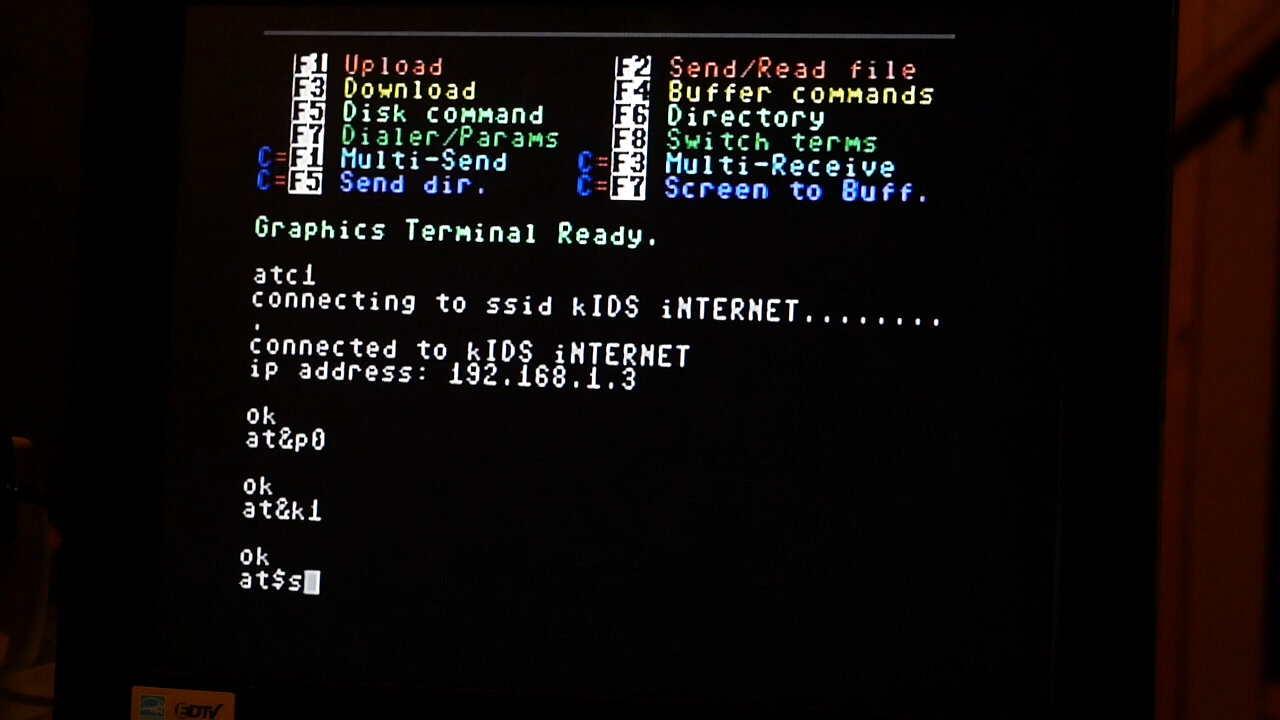 F1 Upload F2 Send/Read file
F3 Download F4 Buffer commands
F5 Disk command F6 Directory
F7 Dialer/Params F8 Switch terms
C=F1 Multi-Send C=F3 Multi-Receive
C=F5 Send dir. C=F7 Screen to Buff.
Graphics Terminal Ready.
atc1
connecting to ssid kIDS iNTERNET........
.
connected to kIDS iNTERNET
ip address: 192.168.1.3
ok
at&p0
ok
at&k1
ok
at$s
EDTV